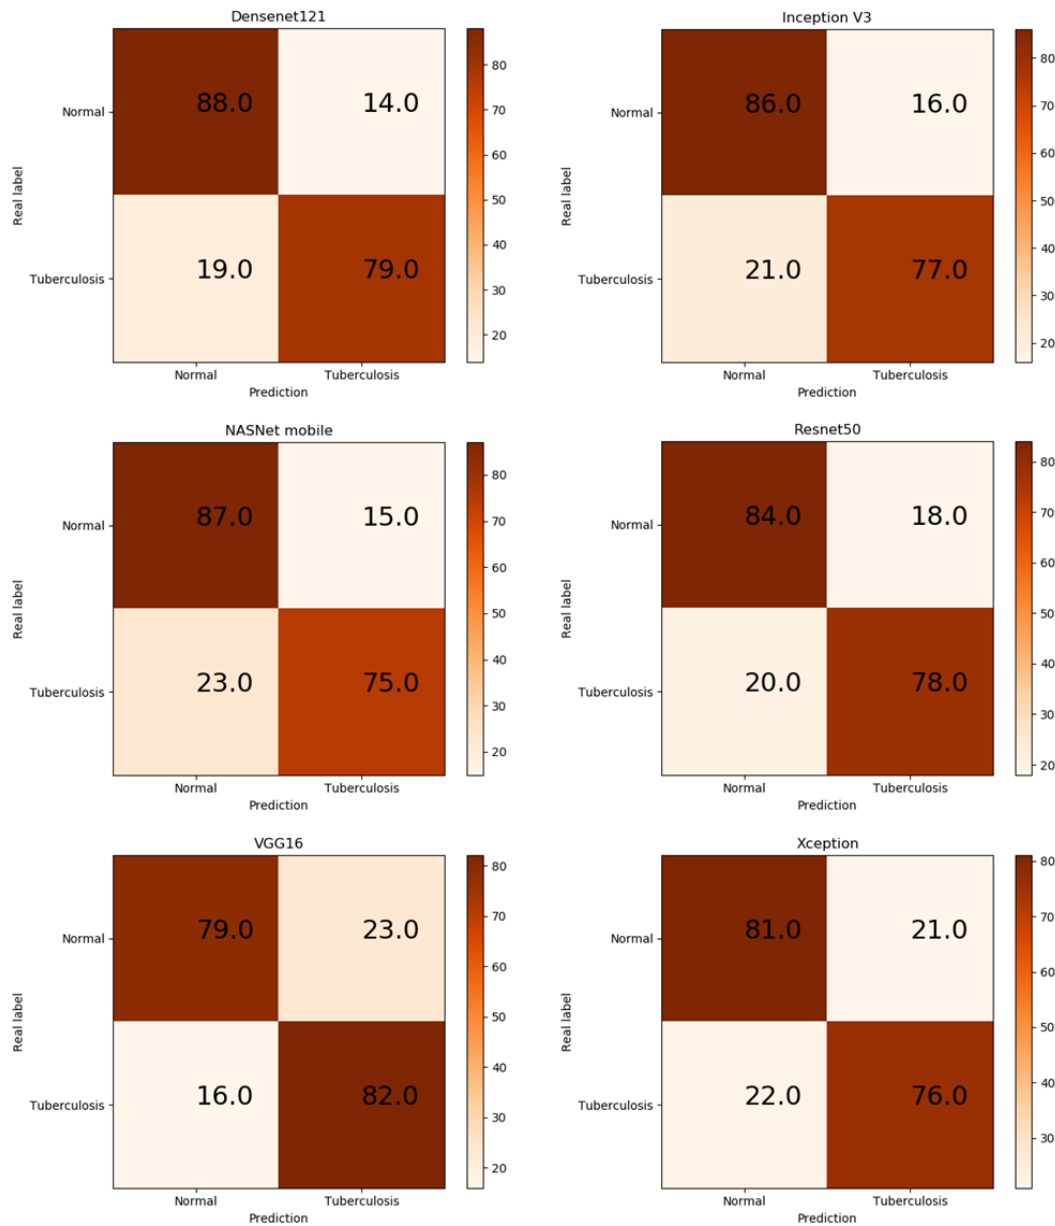 Densenet121
Normal
Tuberculosis
Real label
88.0 14.0
19.0 79.0
Normal Tuberculosis
Prediction
80
70
60
50
40
30
20
Inception V3
Normal
Tuberculosis
Real label
86.0 16.0
21.0 77.0
Normal Tuberculosis
Prediction
80
70
60
50
40
30
20
NASNet mobile
Normal
Tuberculosis
Real label
87.0 15.0
23.0 75.0
Normal Tuberculosis
Prediction
80
70
60
50
40
30
20
Resnet50
Normal
Tuberculosis
Real label
84.0 18.0
20.0 78.0
Normal Tuberculosis
Prediction
80
70
60
50
40
30
20
VGG16
Normal
Tuberculosis
Real label
79.0 23.0
16.0 82.0
Normal Tuberculosis
Prediction
80
70
60
50
40
30
20
Xception
Normal
Tuberculosis
Real label
81.0 21.0
22.0 76.0
Normal Tuberculosis
Prediction
80
70
60
50
40
30